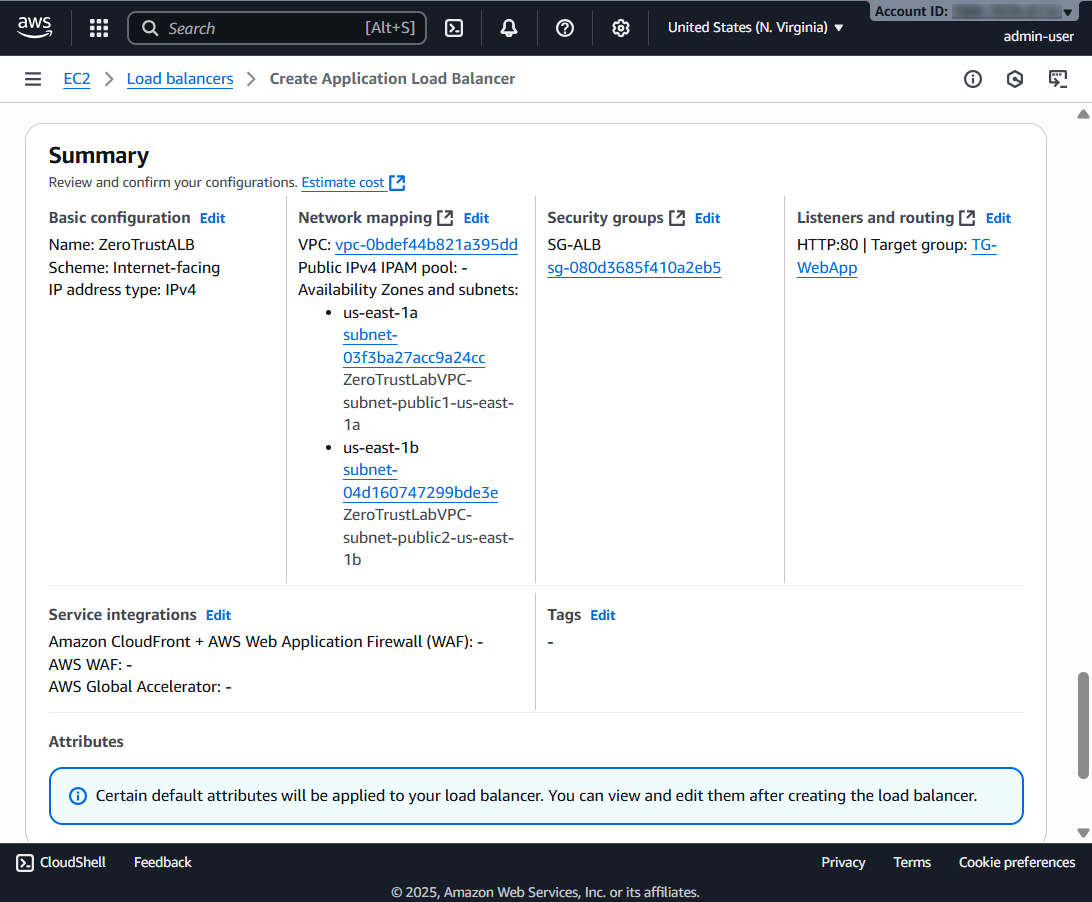 aws
Search [Alt+S]
United States (N. Virginia)
Account ID:
admin-user
EC2 Load balancers Create Application Load Balancer
Summary
Review and confirm your configurations. Estimate cost
Basic configuration Edit
Name: ZeroTrustALB
Scheme: Internet-facing
IP address type: IPv4
Network mapping Edit
VPC: vpc-0bdef44b821a395dd
Public IPv4 IPAM pool: -
Availability Zones and subnets:
• us-east-1a
subnet-
03f3ba27acc9a24cc
ZeroTrustLabVPC-
subnet-public1-us-east-
1a
• us-east-1b
subnet-
04d160747299bde3e
ZeroTrustLabVPC-
subnet-public2-us-east-
1b
Security groups Edit
SG-ALB
sg-080d3685f410a2eb5
Listeners and routing Edit
HTTP:80 | Target group: TG-
WebApp
Service integrations Edit
Amazon CloudFront + AWS Web Application Firewall (WAF): -
AWS WAF: -
AWS Global Accelerator: -
Tags Edit
-
Attributes
Certain default attributes will be applied to your load balancer. You can view and edit them after creating the load balancer.
CloudShell Feedback Privacy Terms Cookie preferences
© 2025, Amazon Web Services, Inc. or its affiliates.